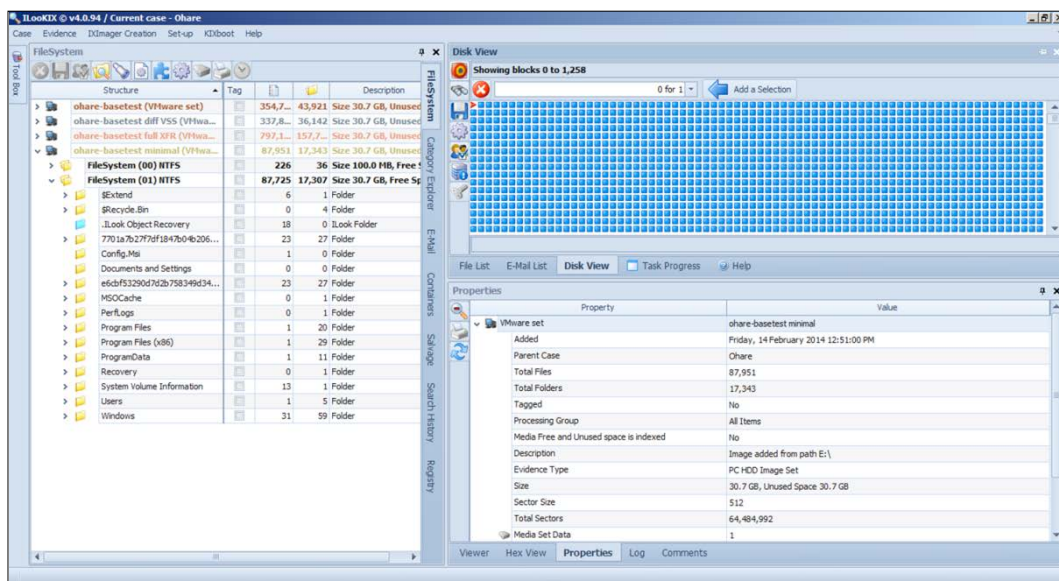 ILooKIX © v4.0.94 / Current case - Ohare
Case Evidence IXImager Creation Set-up KIXboot Help
Tool Box
FileSystem
Structure Tag Description
ohare-basetest (VMware set) 354,7... 43,921 Size 30.7 GB, Unused
ohare-basetest diff VSS (VMwa... 337,8... 36,142 Size 30.7 GB, Unused
ohare-basetest full XFR (VMwa... 797,1... 157,7... Size 30.7 GB, Unused
ohare-basetest minimal (VMwa... 87,951 17,343 Size 30.7 GB, Unused
FileSystem (00) NTFS 226 36 Size 100.0 MB, Free S
FileSystem (01) NTFS 87,725 17,307 Size 30.7 GB, Free Sp
$Extend 6 1 Folder
$Recycle.Bin 0 4 Folder
.ILook Object Recovery 18 0 ILook Folder
7701a7b27f7df1847b04b206... 23 27 Folder
Config.Msi 1 0 Folder
Documents and Settings 0 0 Folder
e6cbf53290d7d2b758349d34... 23 27 Folder
MSOCache 0 1 Folder
PerfLogs 0 1 Folder
Program Files 1 20 Folder
Program Files (x86) 1 29 Folder
ProgramData 1 11 Folder
Recovery 0 1 Folder
System Volume Information 13 1 Folder
Users 1 5 Folder
Windows 31 59 Folder
FileSystem
Category Explorer
E-Mail
Containers
Salvage
Search History
Registry
Disk View
Showing blocks 0 to 1,258
0 for 1 Add a Selection
File List E-Mail List Disk View Task Progress Help
Properties
Property Value
VMware set ohare-basetest minimal
Added Friday, 14 February 2014 12:51:00 PM
Parent Case Ohare
Total Files 87,951
Total Folders 17,343
Tagged No
Processing Group All Items
Media Free and Unused space is indexed No
Description Image added from path E:\
Evidence Type PC HDD Image Set
Size 30.7 GB, Unused Space 30.7 GB
Sector Size 512
Total Sectors 64,484,992
Media Set Data 1
Viewer Hex View Properties Log Comments